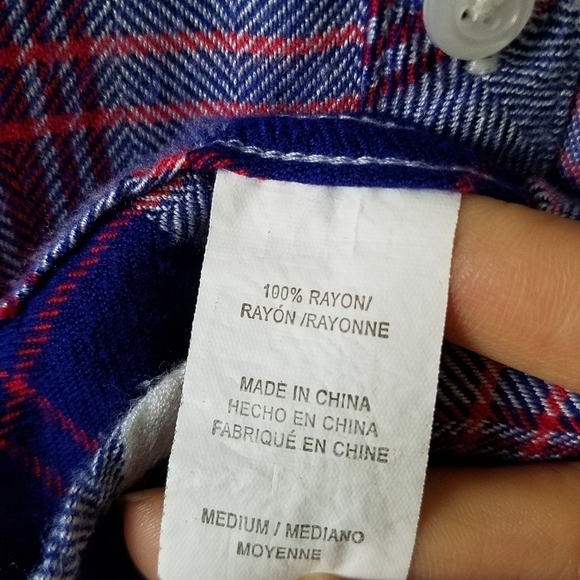 100% RAYON/
RAYÓN /RAYONNE
MADE IN CHINA
HECHO EN CHINA
FABRIQUÉ EN CHINE
MEDIUM / MEDIANO
MOYENNE